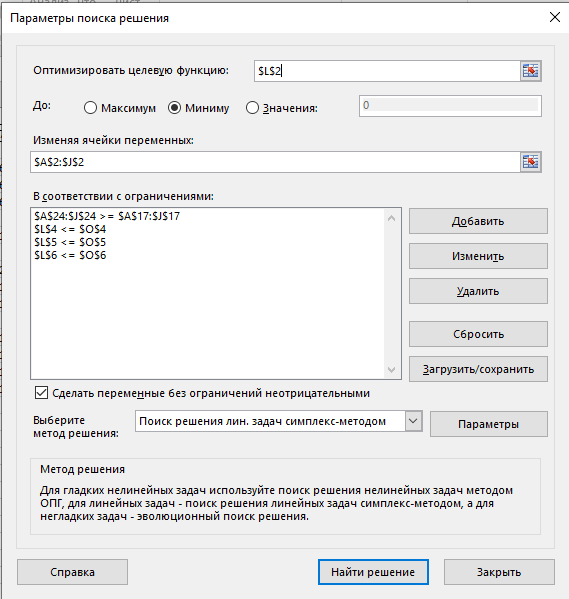 Параметры поиска решения
Оптимизировать целевую функцию: $L$2
До: Максимум Миниму Значения: 0
Изменяя ячейки переменных:
$A$2:$J$2
В соответствии с ограничениями:
$A$24:$J$24 >= $A$17:$J$17
$L$4 <= $O$4
$L$5 <= $O$5
$L$6 <= $O$6
Добавить
Изменить
Удалить
Сбросить
Загрузить/сохранить
Сделать переменные без ограничений неотрицательными
Выберите
метод решения:
Поиск решения лин. задач симплекс-методом
Параметры
Метод решения
Для гладких нелинейных задач используйте поиск решения нелинейных задач методом
ОПГ, для линейных задач - поиск решения линейных задач симплекс-методом, а для
негладких задач - эволюционный поиск решения.
Справка Найти решение Закрыть